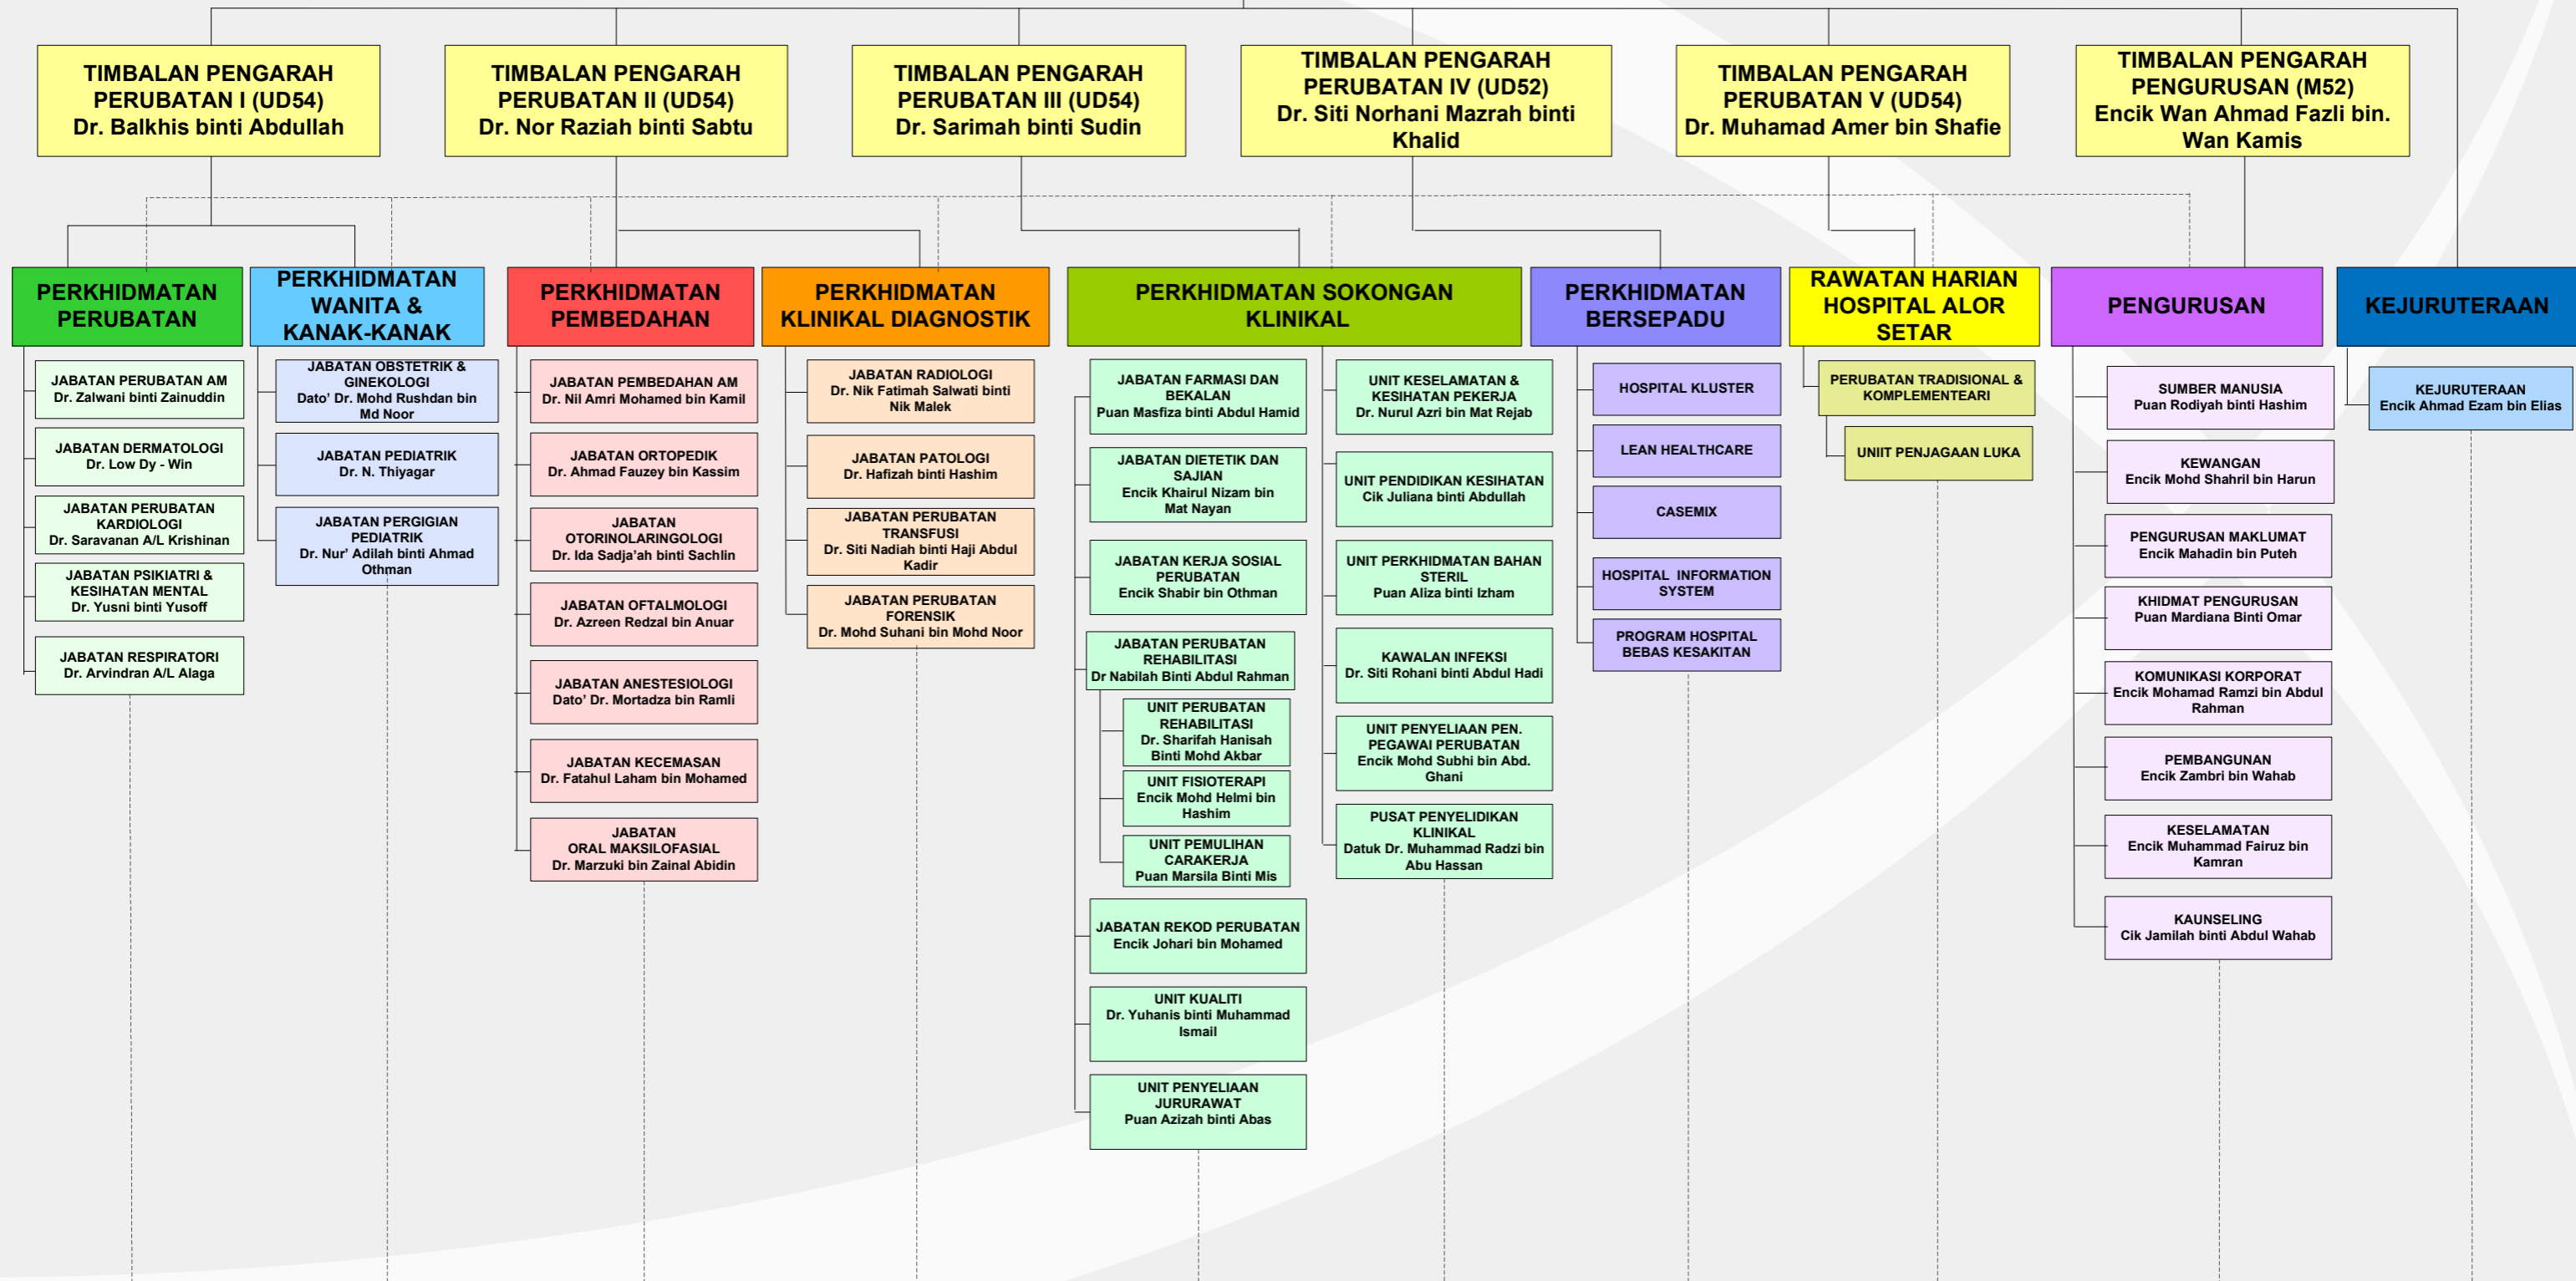 TIMBALAN PENGARAH
PERUBATAN I (UD54)
Dr. Balkhis binti Abdullah
TIMBALAN PENGARAH
PERUBATAN II (UD54)
Dr. Nor Raziah binti Sabtu
TIMBALAN PENGARAH
PERUBATAN III (UD54)
Dr. Sarimah binti Sudin
TIMBALAN PENGARAH
PERUBATAN IV (UD52)
Dr. Siti Norhani Mazrah binti
Khalid
TIMBALAN PENGARAH
PERUBATAN V (UD54)
Dr. Muhamad Amer bin Shafie
TIMBALAN PENGARAH
PENGURUSAN (M52)
Encik Wan Ahmad Fazli bin.
Wan Kamis
PERKHIDMATAN
PERUBATAN
JABATAN PERUBATAN AM
Dr. Zalwani binti Zainuddin
JABATAN DERMATOLOGI
Dr. Low Dy - Win
JABATAN PERUBATAN
KARDIOLOGI
Dr. Saravanan A/L Krishinan
JABATAN PSIKIATRI &
KESIHATAN MENTAL
Dr. Yusni binti Yusoff
JABATAN RESPIRATORI
Dr. Arvindran A/L Alaga
PERKHIDMATAN
WANITA &
KANAK-KANAK
JABATAN OBSTETRIK &
GINEKOLOGI
Dato' Dr. Mohd Rushdan bin
Md Noor
JABATAN PEDIATRIK
Dr. N. Thiyagar
JABATAN PERGIGIAN
PEDIATRIK
Dr. Nur' Adilah binti Ahmad
Othman
PERKHIDMATAN
PEMBEDAHAN
JABATAN PEMBEDAHAN AM
Dr. Nil Amri Mohamed bin Kamil
JABATAN ORTOPEDIK
Dr. Ahmad Fauzey bin Kassim
JABATAN
OTORINOLARINGOLOGI
Dr. Ida Sadja'ah binti Sachlin
JABATAN OFTALMOLOGI
Dr. Azreen Redzal bin Anuar
JABATAN ANESTESIOLOGI
Dato' Dr. Mortadza bin Ramli
JABATAN KECEMASAN
Dr. Fatahul Laham bin Mohamed
JABATAN
ORAL MAKSILOFASIAL
Dr. Marzuki bin Zainal Abidin
PERKHIDMATAN
KLINIKAL DIAGNOSTIK
JABATAN RADIOLOGI
Dr. Nik Fatimah Salwati binti
Nik Malek
JABATAN PATOLOGI
Dr. Hafizah binti Hashim
JABATAN PERUBATAN
TRANSFUSI
Dr. Siti Nadiah binti Haji Abdul
Kadir
JABATAN PERUBATAN
FORENSIK
Dr. Mohd Suhani bin Mohd Noor
PERKHIDMATAN SOKONGAN
KLINIKAL
JABATAN FARMASI DAN
BEKALAN
Puan Masfiza binti Abdul Hamid
JABATAN DIETETIK DAN
SAJIAN
Encik Khairul Nizam bin
Mat Nayan
JABATAN KERJA SOSIAL
PERUBATAN
Encik Shabir bin Othman
JABATAN PERUBATAN
REHABILITASI
Dr Nabilah Binti Abdul Rahman
UNIT PERUBATAN
REHABILITASI
Dr. Sharifah Hanisah
Binti Mohd Akbar
UNIT FISIOTERAPI
Encik Mohd Helmi bin
Hashim
UNIT PEMULIHAN
CARAKERJA
Puan Marsila Binti Mis
JABATAN REKOD PERUBATAN
Encik Johari bin Mohamed
UNIT KUALITI
Dr. Yuhanis binti Muhammad
Ismail
UNIT PENYELIAAN
JURURAWAT
Puan Azizah binti Abas
UNIT KESELAMATAN &
KESIHATAN PEKERJA
Dr. Nurul Azri bin Mat Rejab
UNIT PENDIDIKAN KESIHATAN
Cik Juliana binti Abdullah
UNIT PERKHIDMATAN BAHAN
STERIL
Puan Aliza binti Izham
KAWALAN INFEKSI
Dr. Siti Rohani binti Abdul Hadi
UNIT PENYELIAAN PEN.
PEGAWAI PERUBATAN
Encik Mohd Subhi bin Abd.
Ghani
PUSAT PENYELIDIKAN
KLINIKAL
Datuk Dr. Muhammad Radzi bin
Abu Hassan
PERKHIDMATAN
BERSEPADU
HOSPITAL KLUSTER
LEAN HEALTHCARE
CASEMIX
HOSPITAL INFORMATION
SYSTEM
PROGRAM HOSPITAL
BEBAS KESAKITAN
RAWATAN HARIAN
HOSPITAL ALOR
SETAR
PERUBATAN TRADISIONAL &
KOMPLEMENTEARI
UNIIT PENJAGAAN LUKA
PENGURUSAN
SUMBER MANUSIA
Puan Rodiyah binti Hashim
KEWANGAN
Encik Mohd Shahril bin Harun
PENGURUSAN MAKLUMAT
Encik Mahadin bin Puteh
KHIDMAT PENGURUSAN
Puan Mardiana Binti Omar
KOMUNIKASI KORPORAT
Encik Mohamad Ramzi bin Abdul
Rahman
PEMBANGUNAN
Encik Zambri bin Wahab
KESELAMATAN
Encik Muhammad Fairuz bin
Kamran
KAUNSELING
Cik Jamilah binti Abdul Wahab
KEJURUTERAAN
KEJURUTERAAN
Encik Ahmad Ezam bin Elias